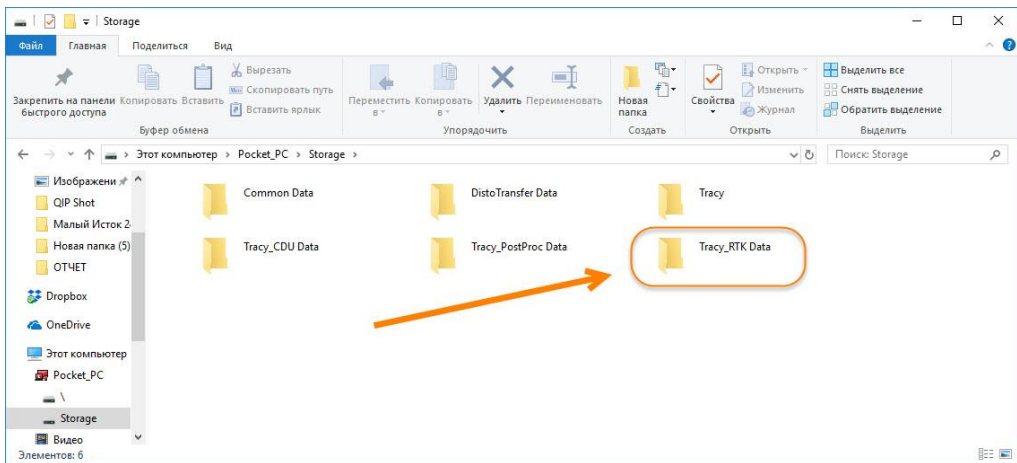 Storage
Файл Главная Поделиться Вид
Закрепить на панели быстрого доступа
Копировать
Вставить
Вырезать
Скопировать путь
Вставить ярлык
Буфер обмена
Переместить в
Копировать в
Удалить
Переименовать
Упорядочить
Новая папка
Создать
Свойства
Открыть
Изменить
Журнал
Открыть
Выделить все
Снять выделение
Обратить выделение
Выделить
Этот компьютер > Pocket_PC > Storage >
Поиск: Storage
Изображени
QIP Shot
Малый Исток 2-
Новая папка (5)
ОТЧЕТ
Dropbox
OneDrive
Этот компьютер
Pocket_PC
\
Storage
Видео
Common Data
DistoTransfer Data
Tracy
Tracy_CDU Data
Tracy_PostProc Data
Tracy_RTK Data
Элементов: 6